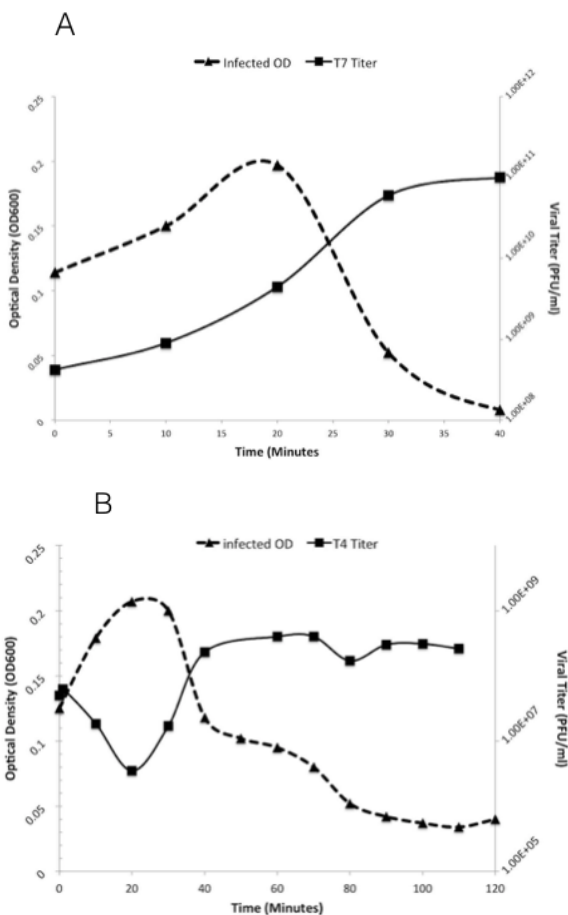 A
Infected OD T7 Titer
0.25
0.2
0.15
0.1
0.05
0
Optical Density (OD600)
1.00E+12
1.00E+11
1.00E+10
1.00E+09
1.00E+08
Viral Titer (PFU/ml)
0 5 10 15 20 25 30 35 40
Time (Minutes
B
infected OD T4 Titer
0.25
0.2
0.15
0.1
0.05
0
Optical Density (OD600)
1.00E+09
1.00E+07
1.00E+05
Viral Titer (PFU/ml)
0 20 40 60 80 100 120
Time (Minutes)